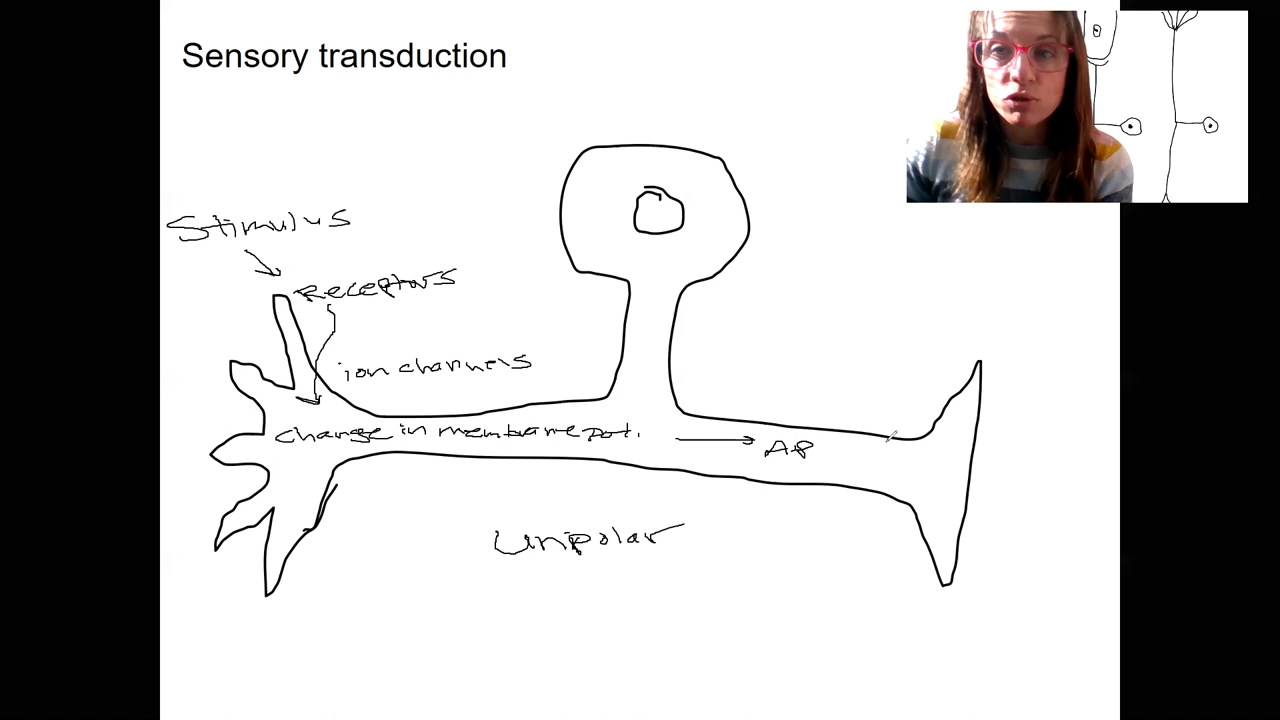 Sensory transduction
Stimulus
Receptors
ion channels
change in membrane pot.
AP
Unipolar